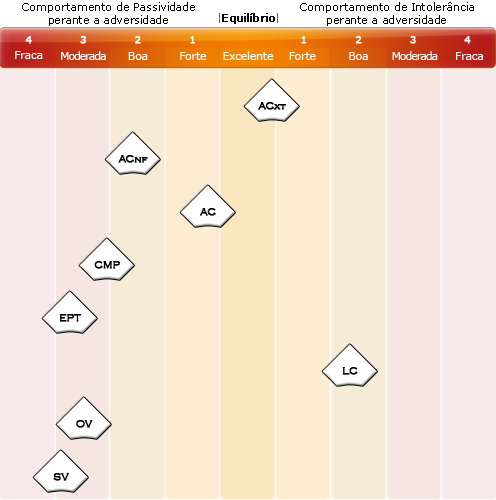 Comportamento de Passividade
perante a adversidade
|Equilíbrio|
Comportamento de Intolerância
perante a adversidade
4 3 2 1 1 2 3 4
Fraca Moderada Boa Forte Excelente Forte Boa Moderada Fraca
ACXT
ACNF
AC
CMP
EPT
LC
OV
SV